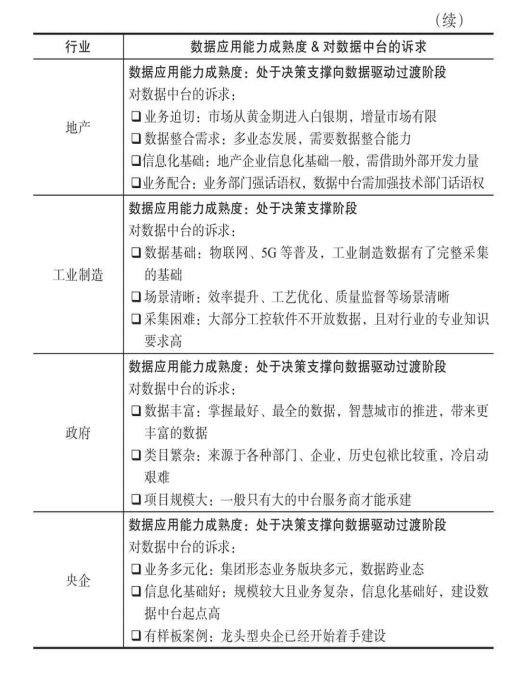 （续）
行业 数据应用能力成熟度 & 对数据中台的诉求
地产
数据应用能力成熟度：处于决策支撑向数据驱动过渡阶段
对数据中台的诉求：
❑ 业务迫切：市场从黄金期进入白银期，增量市场有限
❑ 数据整合需求：多业态发展，需要数据整合能力
❑信息化基础：地产企业信息化基础一般，需借助外部开发力量
❑业务配合：业务部门强话语权，数据中台需加强技术部门话语权
工业制造
数据应用能力成熟度：处于决策支撑阶段
对数据中台的诉求：
❑ 数据基础：物联网、5G 等普及，工业制造数据有了完整采集
的基础
❑ 场景清晰：效率提升、工艺优化、质量监督等场景清晰
❑ 采集困难：大部分工控软件不开放数据，且对行业的专业知识
要求高
政府
数据应用能力成熟度：处于决策支撑向数据驱动过渡阶段
对数据中台的诉求：
❑ 数据丰富：掌握最好、最全的数据，智慧城市的推进，带来更
丰富的数据
❑ 类目繁杂：来源于各种部门、企业，历史包袱比较重，冷启动
艰难
❑ 项目规模大：一般只有大的中台服务商才能承建
央企
数据应用能力成熟度：处于决策支撑向数据驱动过渡阶段
对数据中台的诉求：
❑ 业务多元化：集团形态业务版块多元，数据跨业态
❑ 信息化基础好：规模较大且业务复杂，信息化基础好，建设数
据中台起点高
❑ 有样板案例：龙头型央企已经开始着手建设